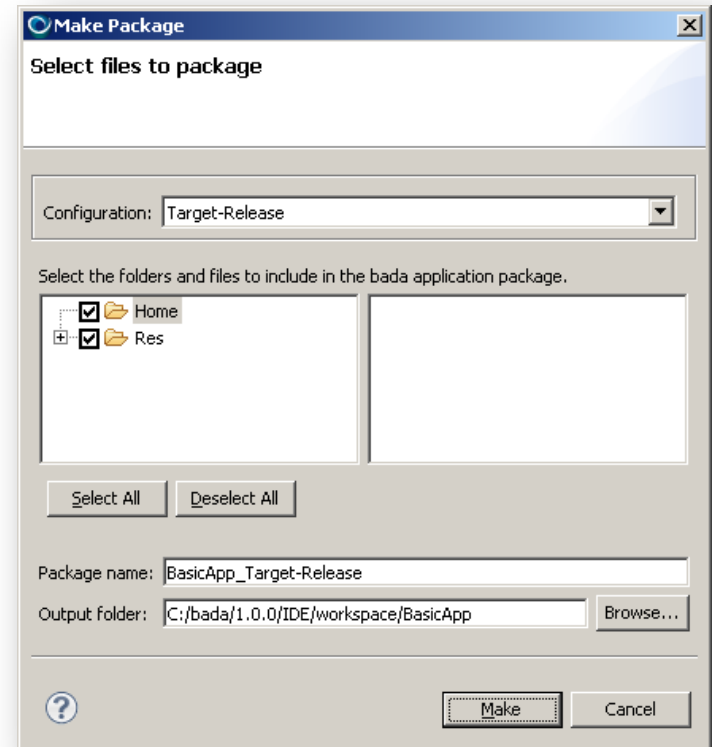 Make Package
Select files to package
Configuration: Target-Release
Select the folders and files to include in the bada application package.
Home
Res
Select All Deselect All
Package name: BasicApp_Target-Release
Output folder: C:/bada/1.0.0/IDE/workspace/BasicApp Browse...
? Make Cancel